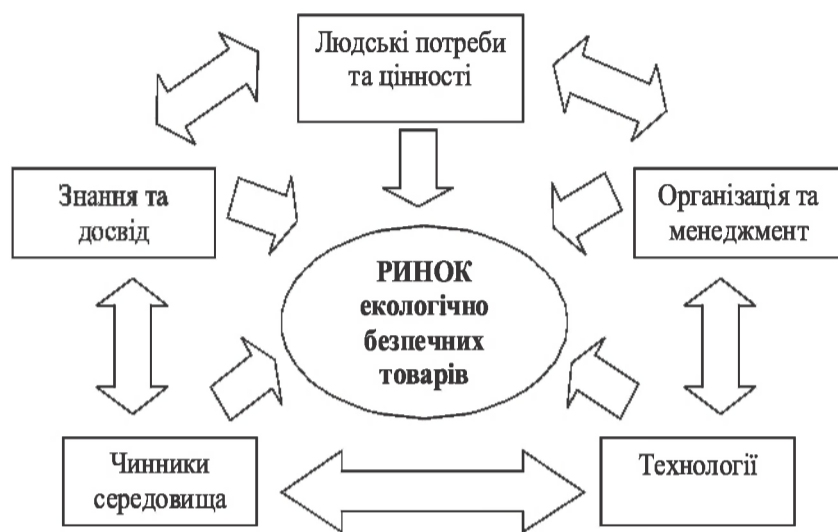 Людські потреби
та цінності
Знання та
досвід
Організація та
менеджмент
РИНОК
екологічно
безпечних
товарів
Чинники
середовища
Технології